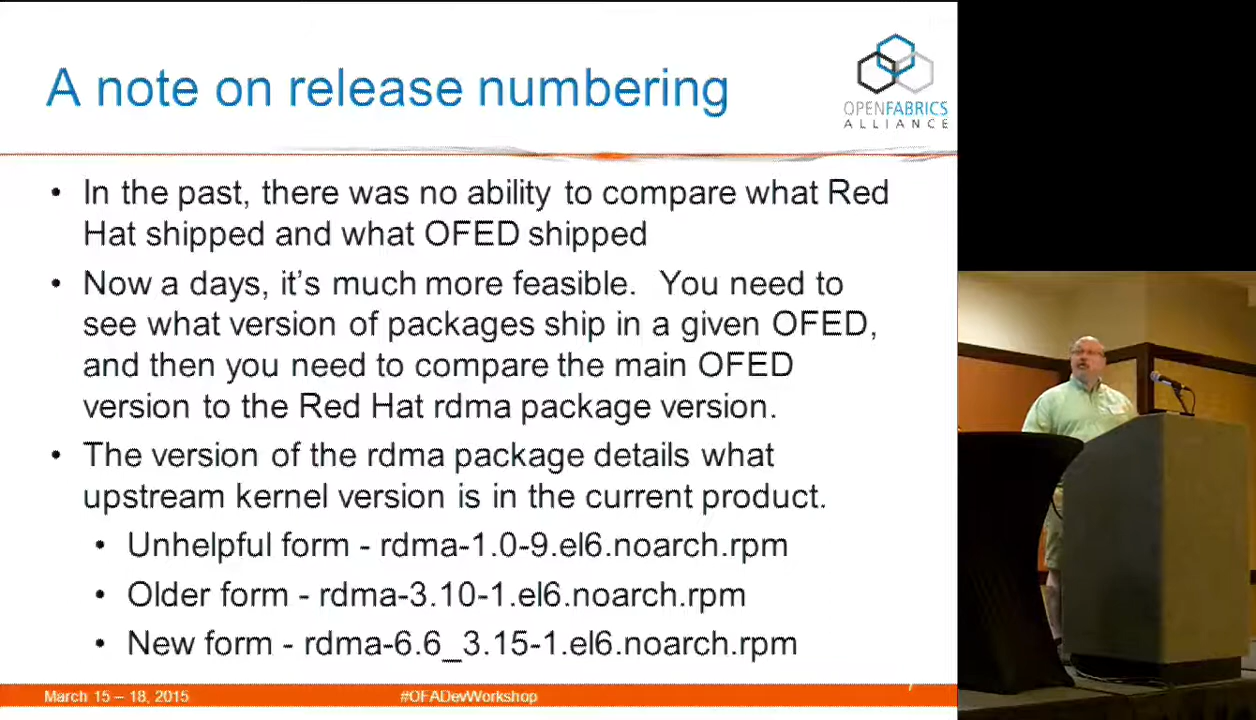 A note on release numbering
OPENFABRICS
ALLIANCE
• In the past, there was no ability to compare what Red
Hat shipped and what OFED shipped
• Now a days, it's much more feasible.  You need to
see what version of packages ship in a given OFED,
and then you need to compare the main OFED
version to the Red Hat rdma package version.
• The version of the rdma package details what
upstream kernel version is in the current product.
• Unhelpful form - rdma-1.0-9.el6.noarch.rpm
• Older form - rdma-3.10-1.el6.noarch.rpm
• New form - rdma-6.6_3.15-1.el6.noarch.rpm
March 15 – 18, 2015
#OFADevWorkshop